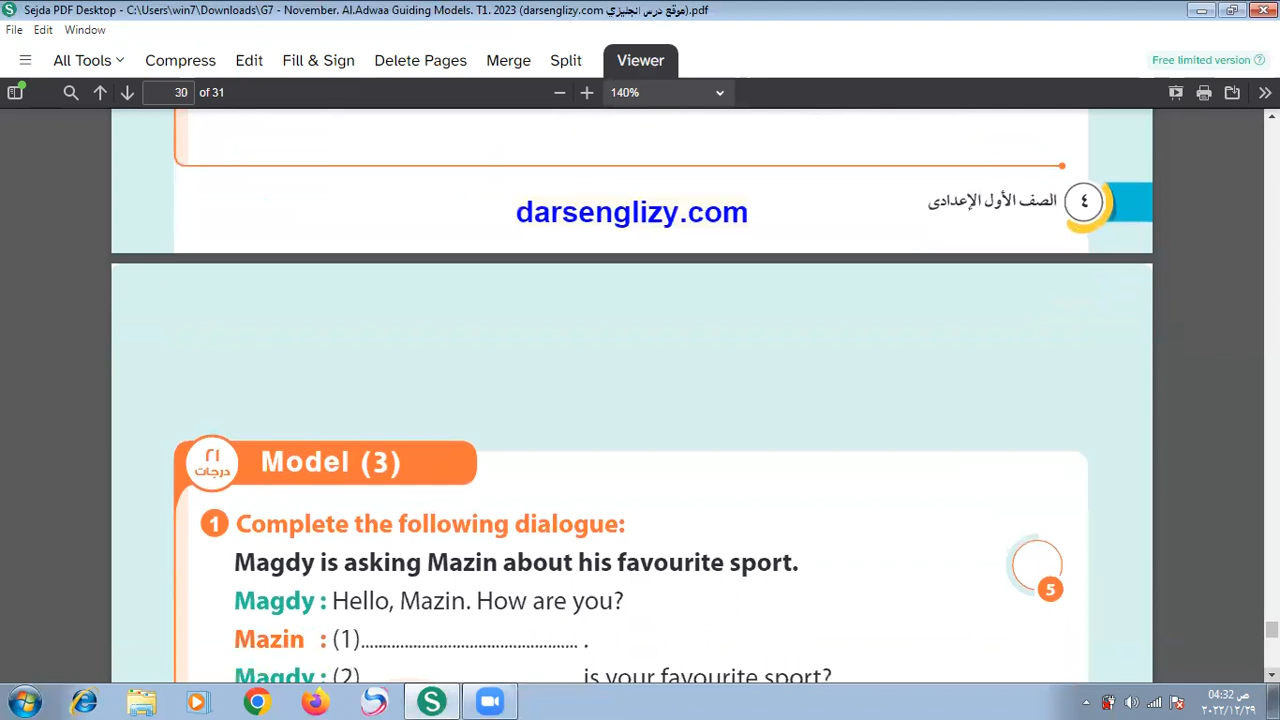 Sejda PDF Desktop - C:\Users\win7\Downloads\G7 - November. Al.Adwaa Guiding Models. T1. 2023 (darsenglizy.com موقع درس انجليزي).pdf
File Edit Window
All Tools Compress Edit Fill & Sign Delete Pages Merge Split Viewer Free limited version
30 of 31 140%
darsenglizy.com
الصف الأول الإعدادى ٤
٢١ درجات
Model (3)
1 Complete the following dialogue:
Magdy is asking Mazin about his favourite sport.
5
Magdy : Hello, Mazin. How are you?
Mazin : (1)................................................. .
Magdy : (2) is your favourite sport?
04:32 ص
٢٠٢٢/١٢/٢٩